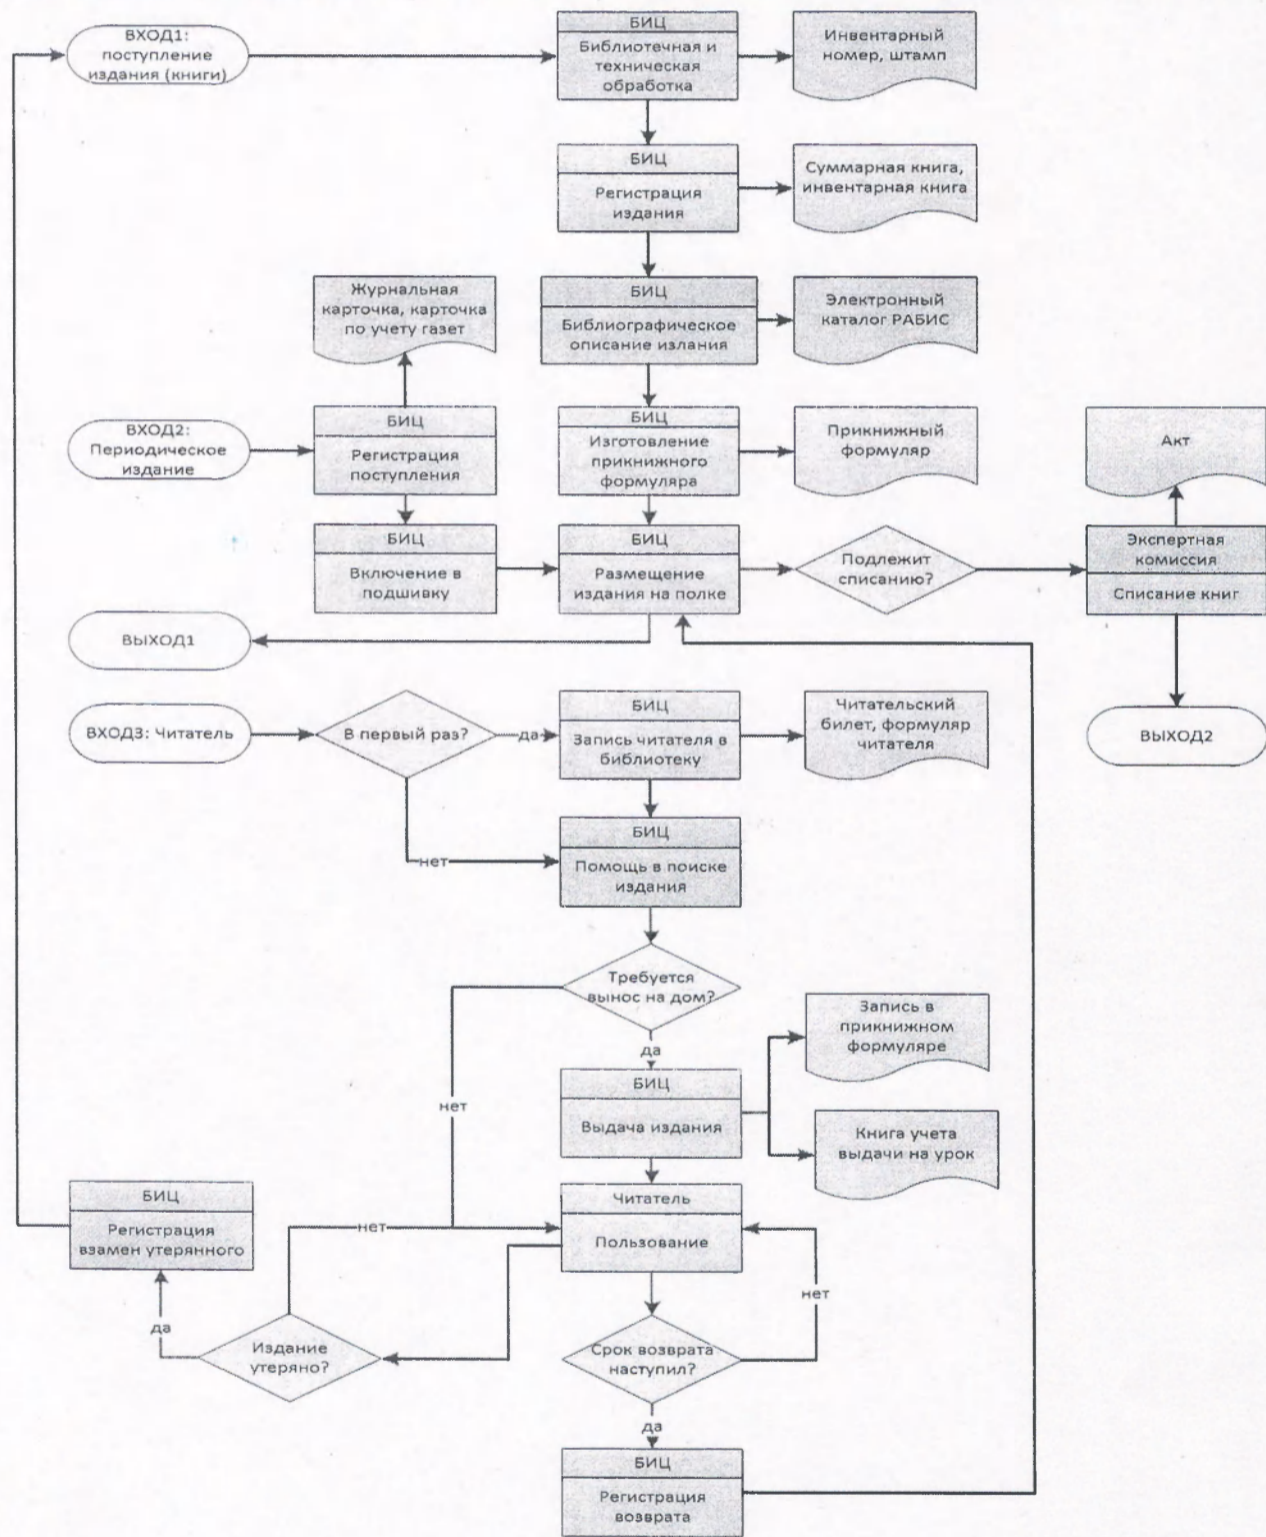 ВХОД1:
поступление
издания (книги)
БИЦ
Библиотечная и
техническая
обработка
Инвентарный
номер, штамп
БИЦ
Регистрация
издания
Суммарная книга,
инвентарная книга
Журнальная
карточка, карточка
по учету газет
БИЦ
Библиографическое
описание излания
Электронный
каталог РАБИС
ВХОД2:
Периодическое
издание
БИЦ
Регистрация
поступления
БИЦ
Изготовление
прикнижного
формуляра
Прикнижный
формуляр
Акт
БИЦ
Включение в
подшивку
БИЦ
Размещение
издания на полке
Подлежит
списанию?
Экспертная
комиссия
Списание книг
ВЫХОД1
ВХОД3: Читатель
В первый раз?
да
БИЦ
Запись читателя в
библиотеку
Читательский
билет, формуляр
читателя
ВЫХОД2
нет
БИЦ
Помощь в поиске
издания
Требуется
вынос на дом?
да
нет
Запись в
прикнижном
формуляре
БИЦ
Выдача издания
Книга учета
выдачи на урок
БИЦ
Регистрация
взамен утерянного
нет
Читатель
Пользование
нет
да
Издание
утеряно?
Срок возврата
наступил?
да
БИЦ
Регистрация
возврата